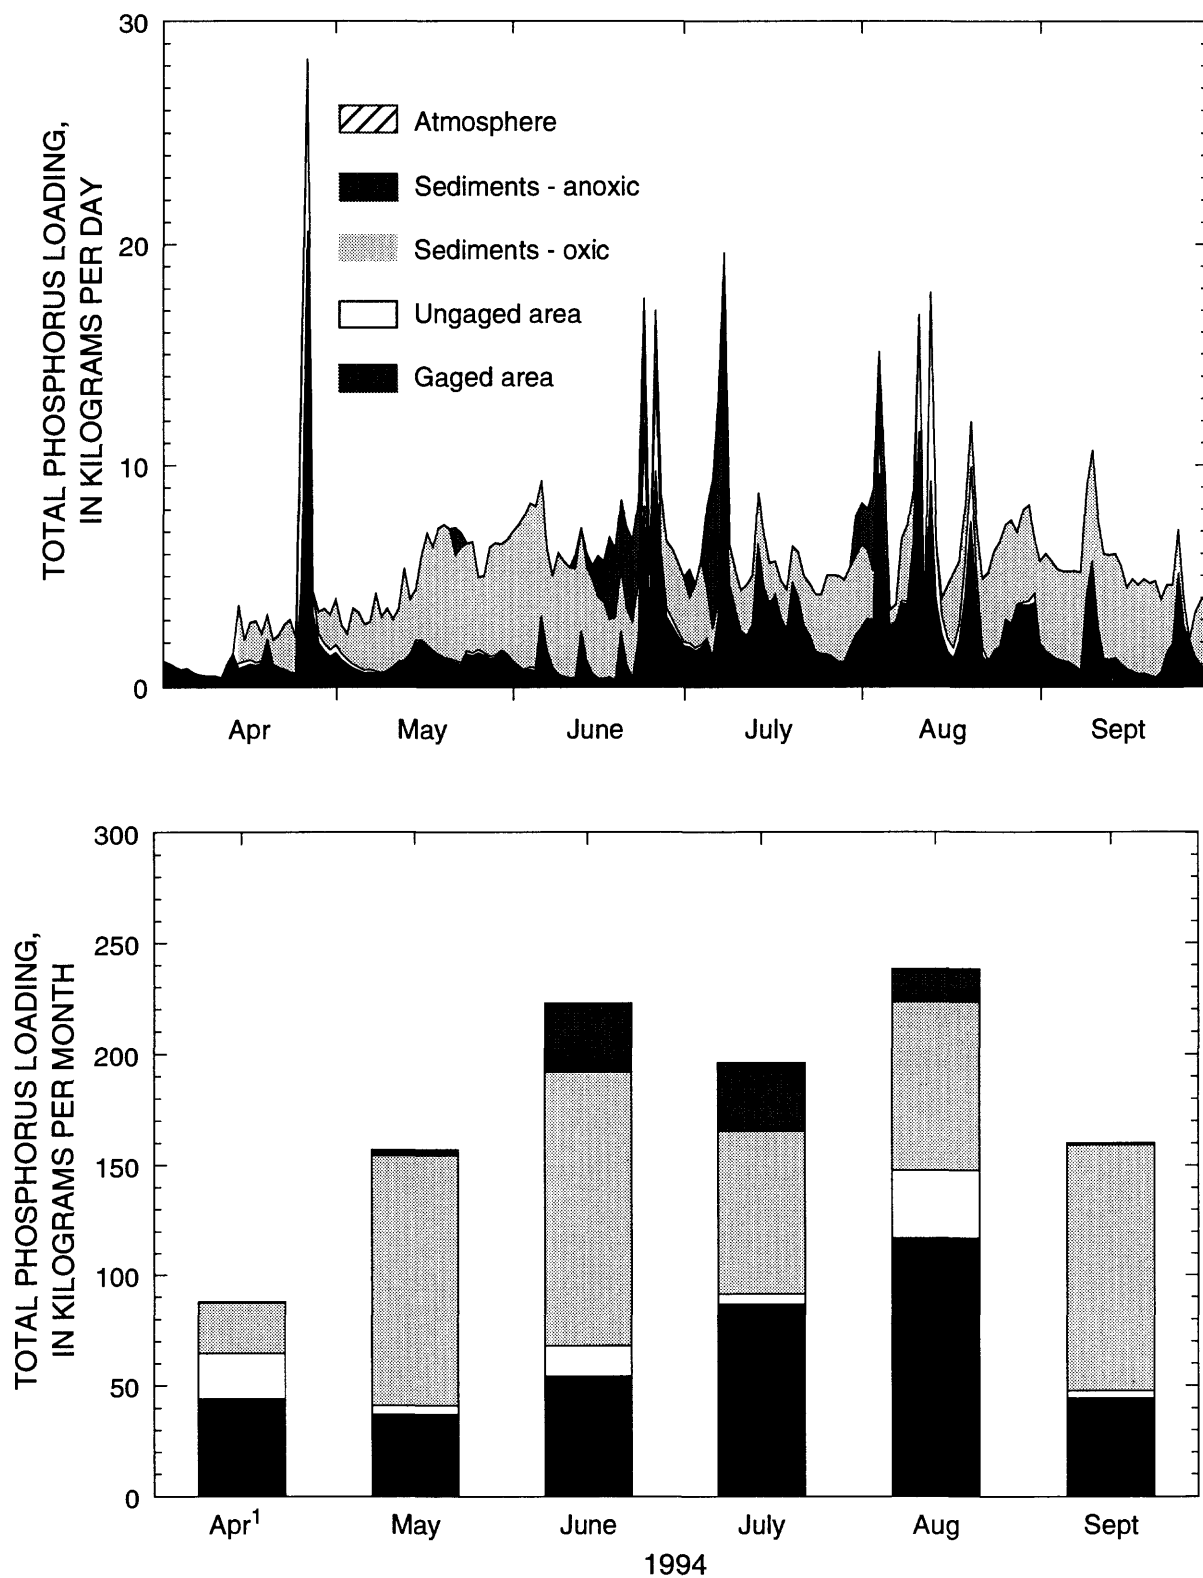 TOTAL PHOSPHORUS LOADING,
IN KILOGRAMS PER DAY
30
20
10
0
Atmosphere
Sediments - anoxic
Sediments - oxic
Ungaged area
Gaged area
Apr
May
June
July
Aug
Sept
TOTAL PHOSPHORUS LOADING,
IN KILOGRAMS PER MONTH
300
250
200
150
100
50
0
Apr¹
May
June
July
Aug
Sept
1994